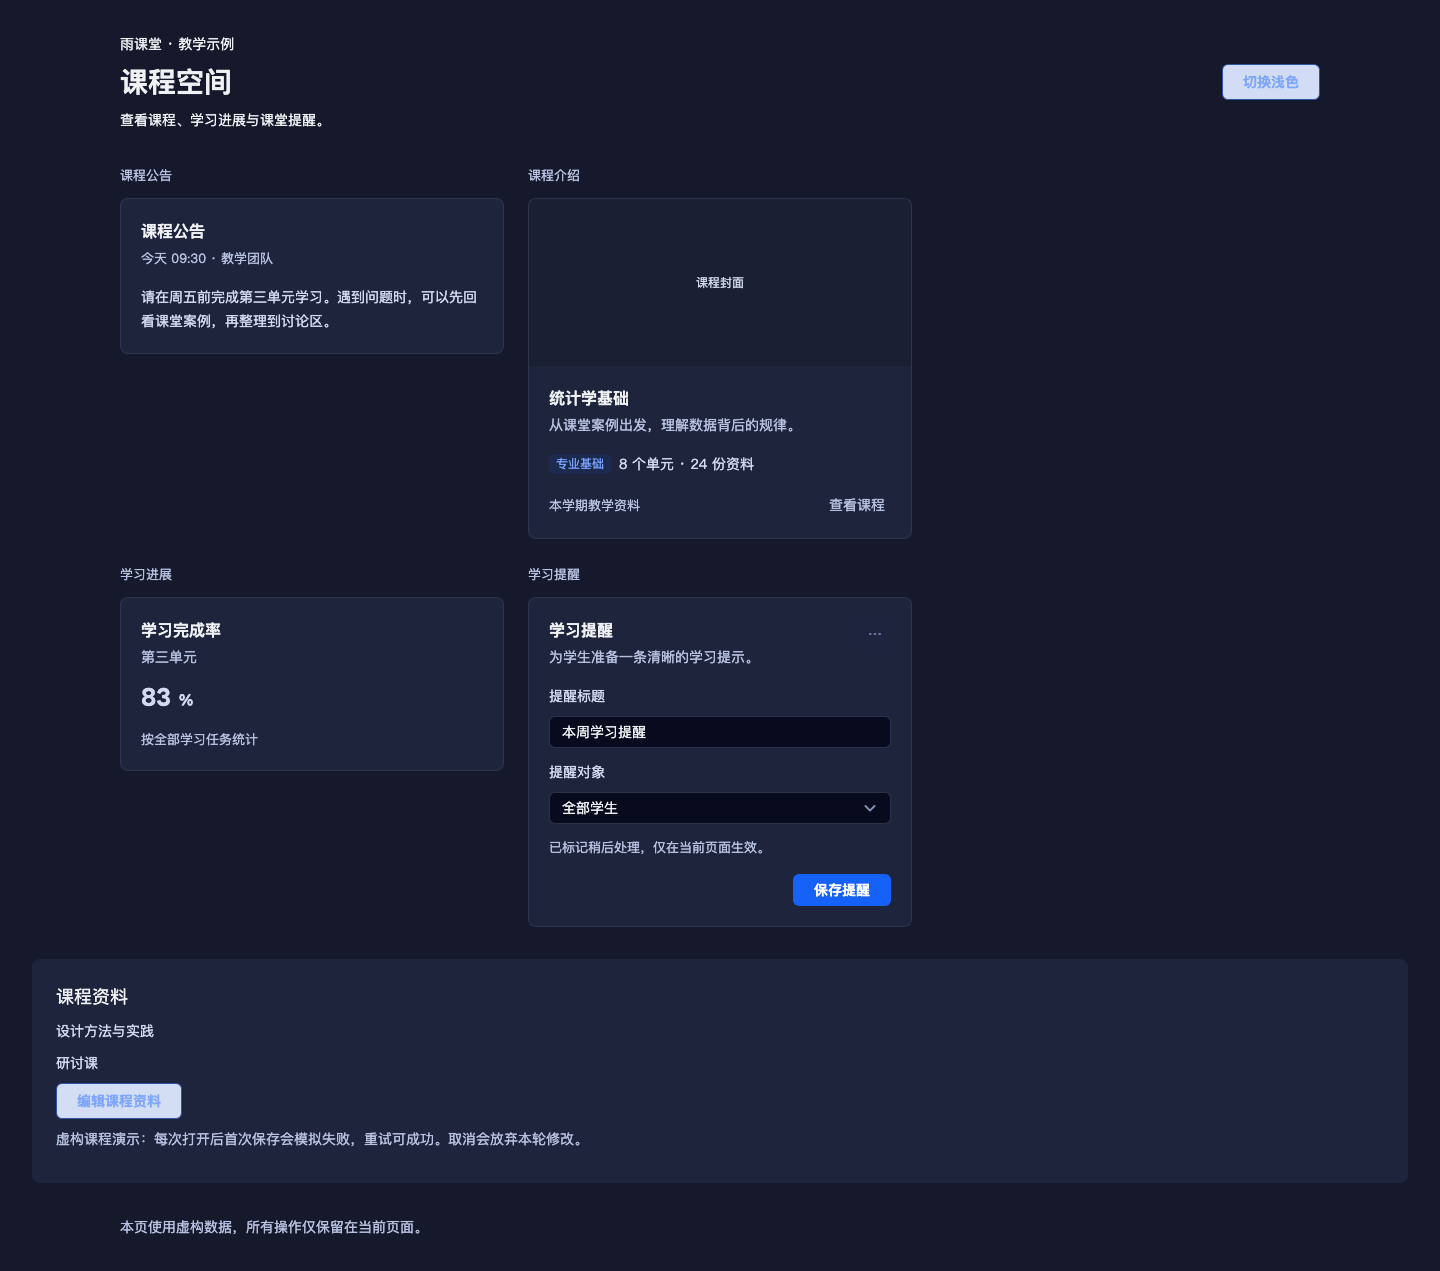 雨课堂 · 教学示例
课程空间
切换浅色
查看课程、学习进展与课堂提醒。
课程公告
课程公告
今天 09:30 · 教学团队
请在周五前完成第三单元学习。遇到问题时，可以先回
看课堂案例，再整理到讨论区。
课程介绍
课程封面
统计学基础
从课堂案例出发，理解数据背后的规律。
专业基础 8 个单元 · 24 份资料
本学期教学资料 查看课程
学习进展
学习完成率
第三单元
83 %
按全部学习任务统计
学习提醒
学习提醒 ...
为学生准备一条清晰的学习提示。
提醒标题
本周学习提醒
提醒对象
全部学生
已标记稍后处理，仅在当前页面生效。
保存提醒
课程资料
设计方法与实践
研讨课
编辑课程资料
虚构课程演示：每次打开后首次保存会模拟失败，重试可成功。取消会放弃本轮修改。
本页使用虚构数据，所有操作仅保留在当前页面。